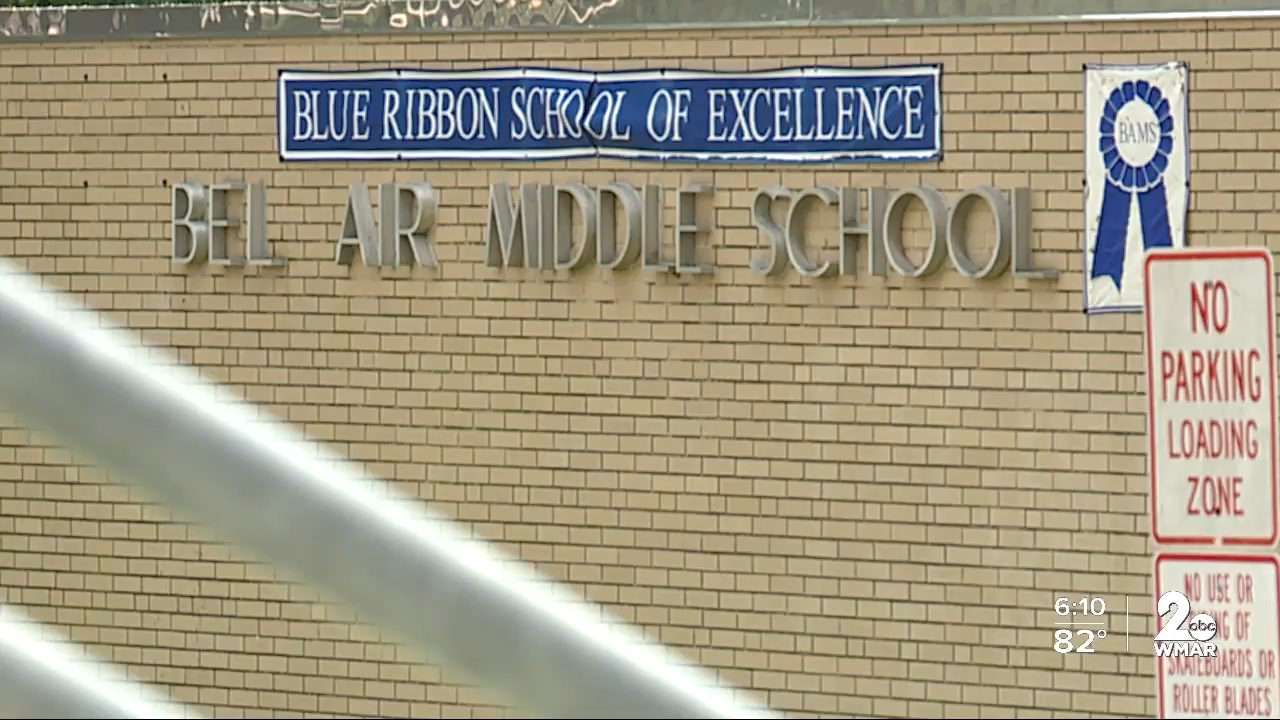 BLUE RIBBON SCHOOL OF EXCELLENCE
BEL AIR MIDDLE SCHOOL
BAMS
NO
PARKING
LOADING
ZONE
NO USE OR
OF
SKATEBOARDS OR
ROLLER BLADES
6:10
82°
2 abc
WMAR